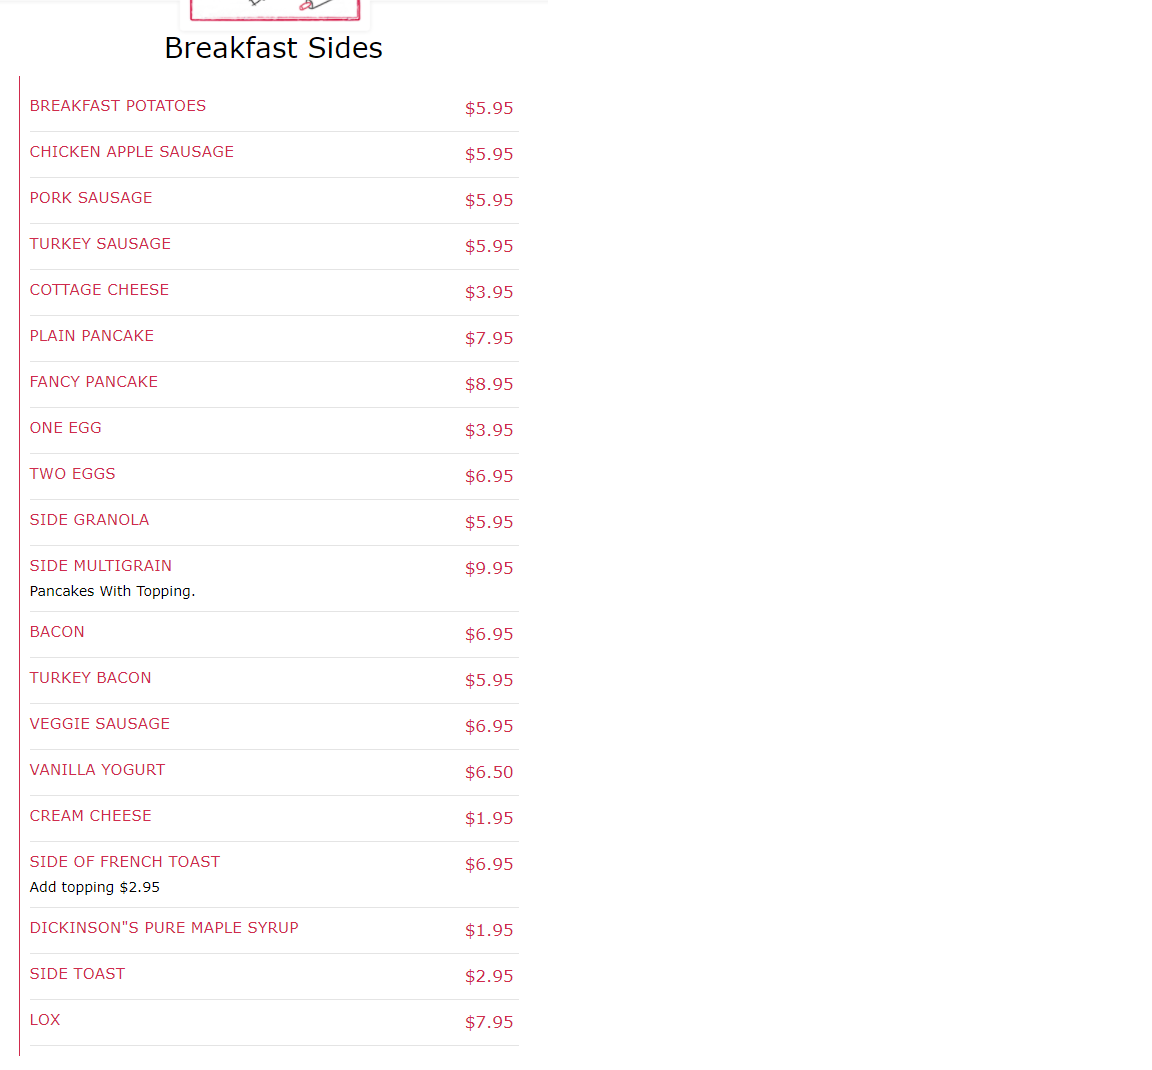 Breakfast Sides
BREAKFAST POTATOES $5.95
CHICKEN APPLE SAUSAGE $5.95
PORK SAUSAGE $5.95
TURKEY SAUSAGE $5.95
COTTAGE CHEESE $3.95
PLAIN PANCAKE $7.95
FANCY PANCAKE $8.95
ONE EGG $3.95
TWO EGGS $6.95
SIDE GRANOLA $5.95
SIDE MULTIGRAIN $9.95
Pancakes With Topping.
BACON $6.95
TURKEY BACON $5.95
VEGGIE SAUSAGE $6.95
VANILLA YOGURT $6.50
CREAM CHEESE $1.95
SIDE OF FRENCH TOAST $6.95
Add topping $2.95
DICKINSON"S PURE MAPLE SYRUP $1.95
SIDE TOAST $2.95
LOX $7.95